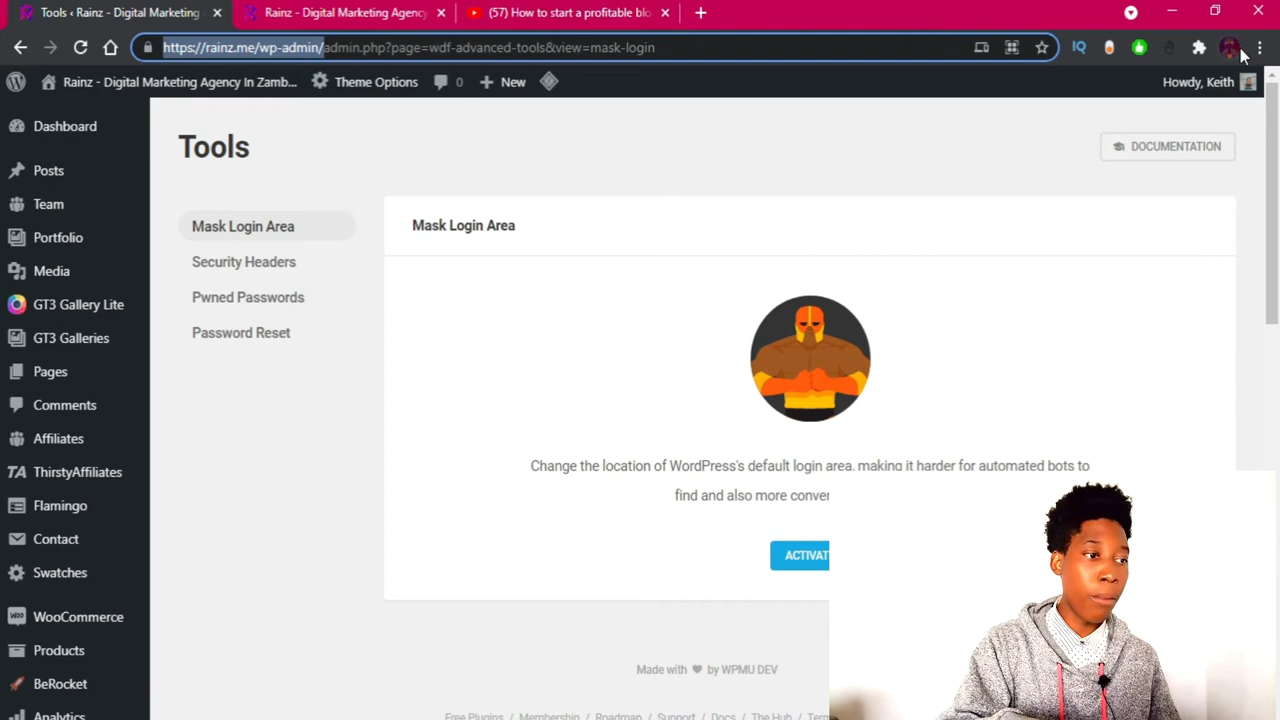 Tools ‹ Rainz - Digital Marketing
Rainz - Digital Marketing Agency
(57) How to start a profitable blo
https://rainz.me/wp-admin/admin.php?page=wdf-advanced-tools&view=mask-login
IQ
Rainz - Digital Marketing Agency In Zamb...
Theme Options
0
New
Howdy, Keith
Dashboard
Posts
Team
Portfolio
Media
GT3 Gallery Lite
GT3 Galleries
Pages
Comments
Affiliates
TA ThirstyAffiliates
Flamingo
Contact
Swatches
WooCommerce
Products
BeRocket
Analytics
Tools
DOCUMENTATION
Mask Login Area
Security Headers
Pwned Passwords
Password Reset
Mask Login Area
Change the location of WordPress's default login area, making it harder for automated bots to
find and also more conver
ACTIVAT
Made with ♥ by WPMU DEV
Free Plugins / Membership / Roadmap / Support / Docs / The Hub / Term